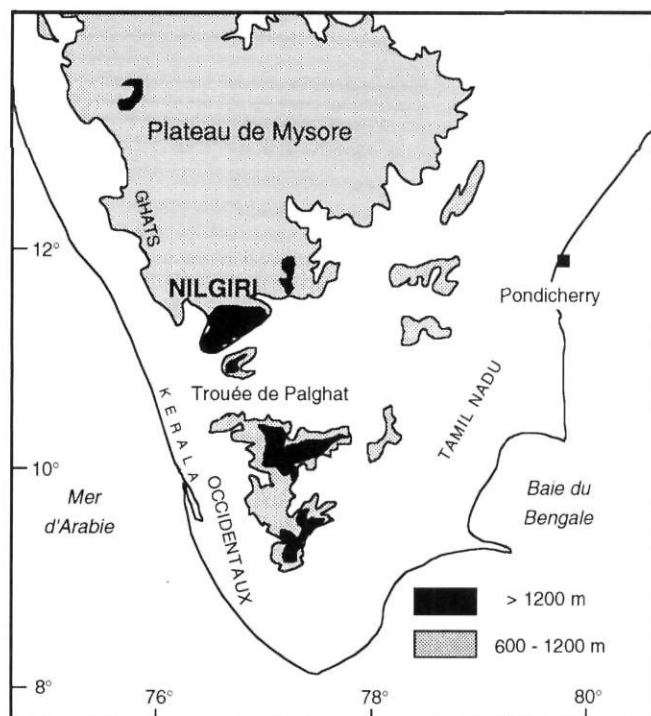 Plateau de Mysore
GHATS
12°
NILGIRI
Pondicherry
Trouée de Palghat
KERALA
TAMIL NADU
10°
OCCIDENTAUX
Mer
d'Arabie
Baie du
Bengale
> 1200 m
600 - 1200 m
8°
76°
78°
80°